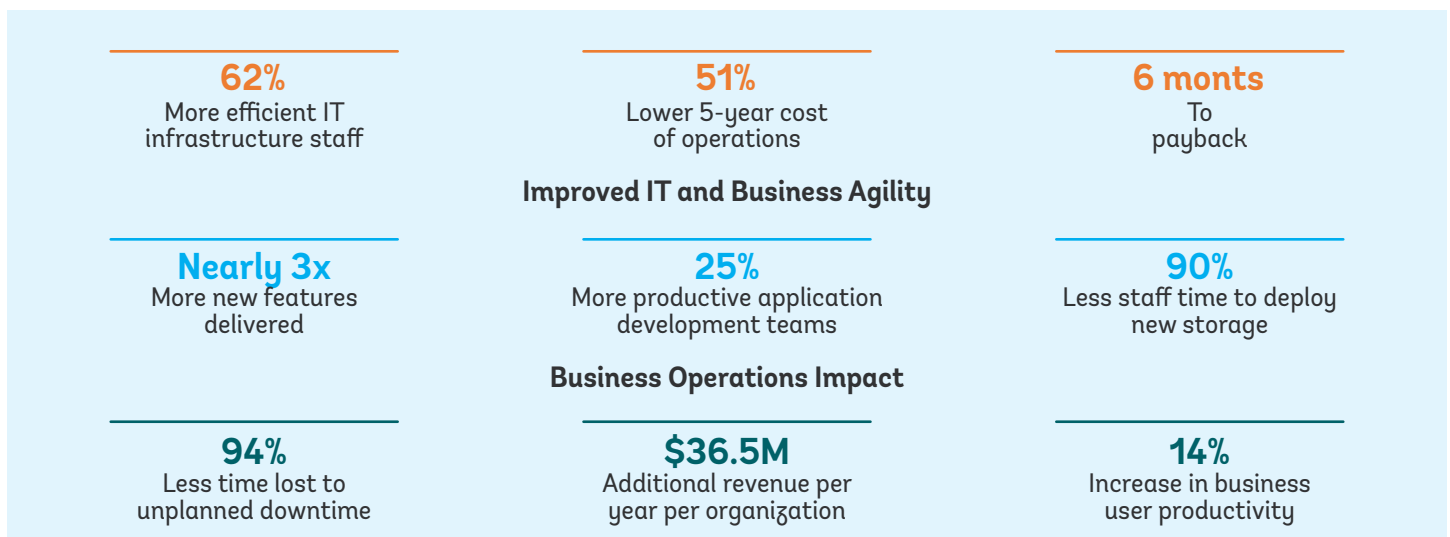 62%
More efficient IT
infrastructure staff
51%
Lower 5-year cost
of operations
6 monts
To
payback
Improved IT and Business Agility
Nearly 3x
More new features
delivered
25%
More productive application
development teams
90%
Less staff time to deploy
new storage
Business Operations Impact
94%
Less time lost to
unplanned downtime
$36.5M
Additional revenue per
year per organization
14%
Increase in business
user productivity